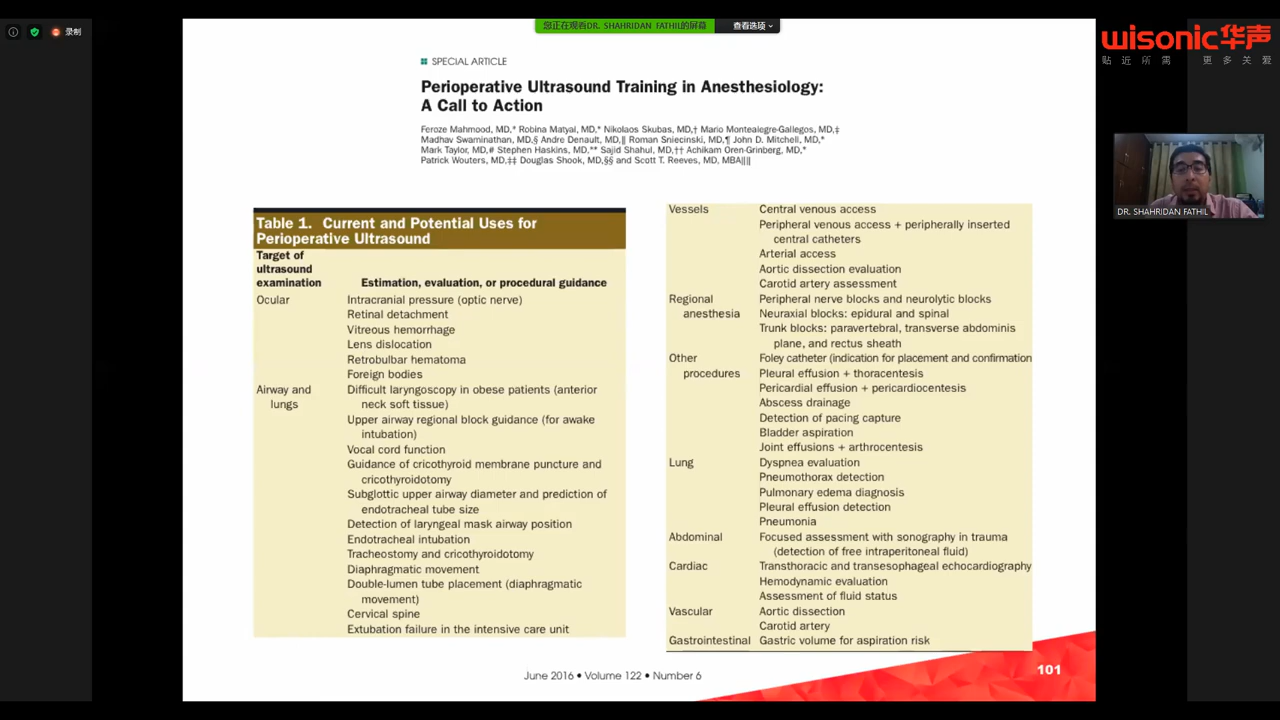 录制
您正在观看DR. SHAHRIDAN FATHIL的屏幕
查看选项
wisonic华声
贴近所需 更多关爱
DR. SHAHRIDAN FATHIL
SPECIAL ARTICLE
Perioperative Ultrasound Training in Anesthesiology:
A Call to Action
Feroze Mahmood, MD,* Robina Matyal, MD,* Nikolaos Skubas, MD,† Mario Montealegre-Gallegos, MD,‡
Madhav Swaminathan, MD,§ Andre Denault, MD,‖ Roman Sniecinski, MD,¶ John D. Mitchell, MD,*
Mark Taylor, MD,# Stephen Haskins, MD,** Sajid Shahul, MD,†† Achikam Oren-Grinberg, MD,*
Patrick Wouters, MD,‡‡ Douglas Shook, MD,§§ and Scott T. Reeves, MD, MBA‖‖
Table 1. Current and Potential Uses for
Perioperative Ultrasound
Target of
ultrasound
examination Estimation, evaluation, or procedural guidance
Ocular Intracranial pressure (optic nerve)
Retinal detachment
Vitreous hemorrhage
Lens dislocation
Retrobulbar hematoma
Foreign bodies
Airway and Difficult laryngoscopy in obese patients (anterior
lungs neck soft tissue)
Upper airway regional block guidance (for awake
intubation)
Vocal cord function
Guidance of cricothyroid membrane puncture and
cricothyroidotomy
Subglottic upper airway diameter and prediction of
endotracheal tube size
Detection of laryngeal mask airway position
Endotracheal intubation
Tracheostomy and cricothyroidotomy
Diaphragmatic movement
Double-lumen tube placement (diaphragmatic
movement)
Cervical spine
Extubation failure in the intensive care unit
Vessels Central venous access
Peripheral venous access + peripherally inserted
central catheters
Arterial access
Aortic dissection evaluation
Carotid artery assessment
Regional Peripheral nerve blocks and neurolytic blocks
anesthesia Neuraxial blocks: epidural and spinal
Trunk blocks: paravertebral, transverse abdominis
plane, and rectus sheath
Other Foley catheter (indication for placement and confirmation
procedures Pleural effusion + thoracentesis
Pericardial effusion + pericardiocentesis
Abscess drainage
Detection of pacing capture
Bladder aspiration
Joint effusions + arthrocentesis
Lung Dyspnea evaluation
Pneumothorax detection
Pulmonary edema diagnosis
Pleural effusion detection
Pneumonia
Abdominal Focused assessment with sonography in trauma
(detection of free intraperitoneal fluid)
Cardiac Transthoracic and transesophageal echocardiography
Hemodynamic evaluation
Assessment of fluid status
Vascular Aortic dissection
Carotid artery
Gastrointestinal Gastric volume for aspiration risk
June 2016 • Volume 122 • Number 6
101